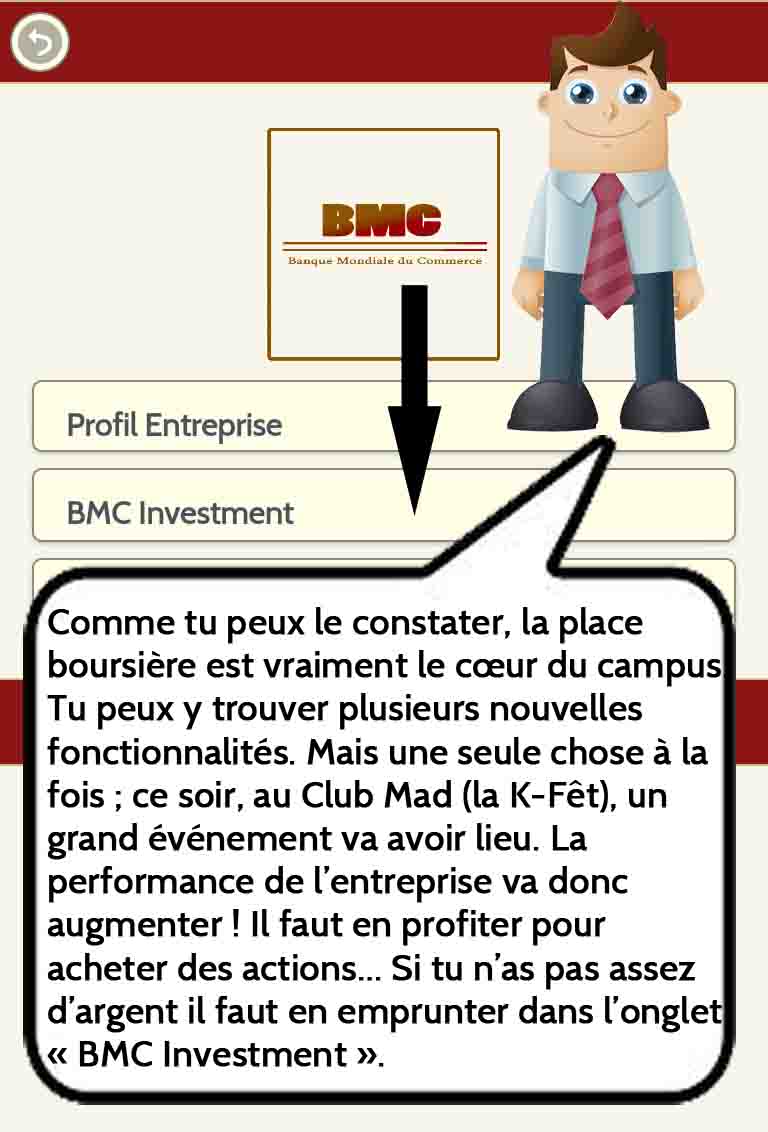 BMC
Banque Mondiale du Commerce
Profil Entreprise
BMC Investment
Comme tu peux le constater, la place
boursière est vraiment le cœur du campus.
Tu peux y trouver plusieurs nouvelles
fonctionnalités. Mais une seule chose à la
fois ; ce soir, au Club Mad (la K-Fêt), un
grand événement va avoir lieu. La
performance de l’entreprise va donc
augmenter ! Il faut en profiter pour
acheter des actions... Si tu n’as pas assez
d’argent il faut en emprunter dans l’onglet
« BMC Investment ».